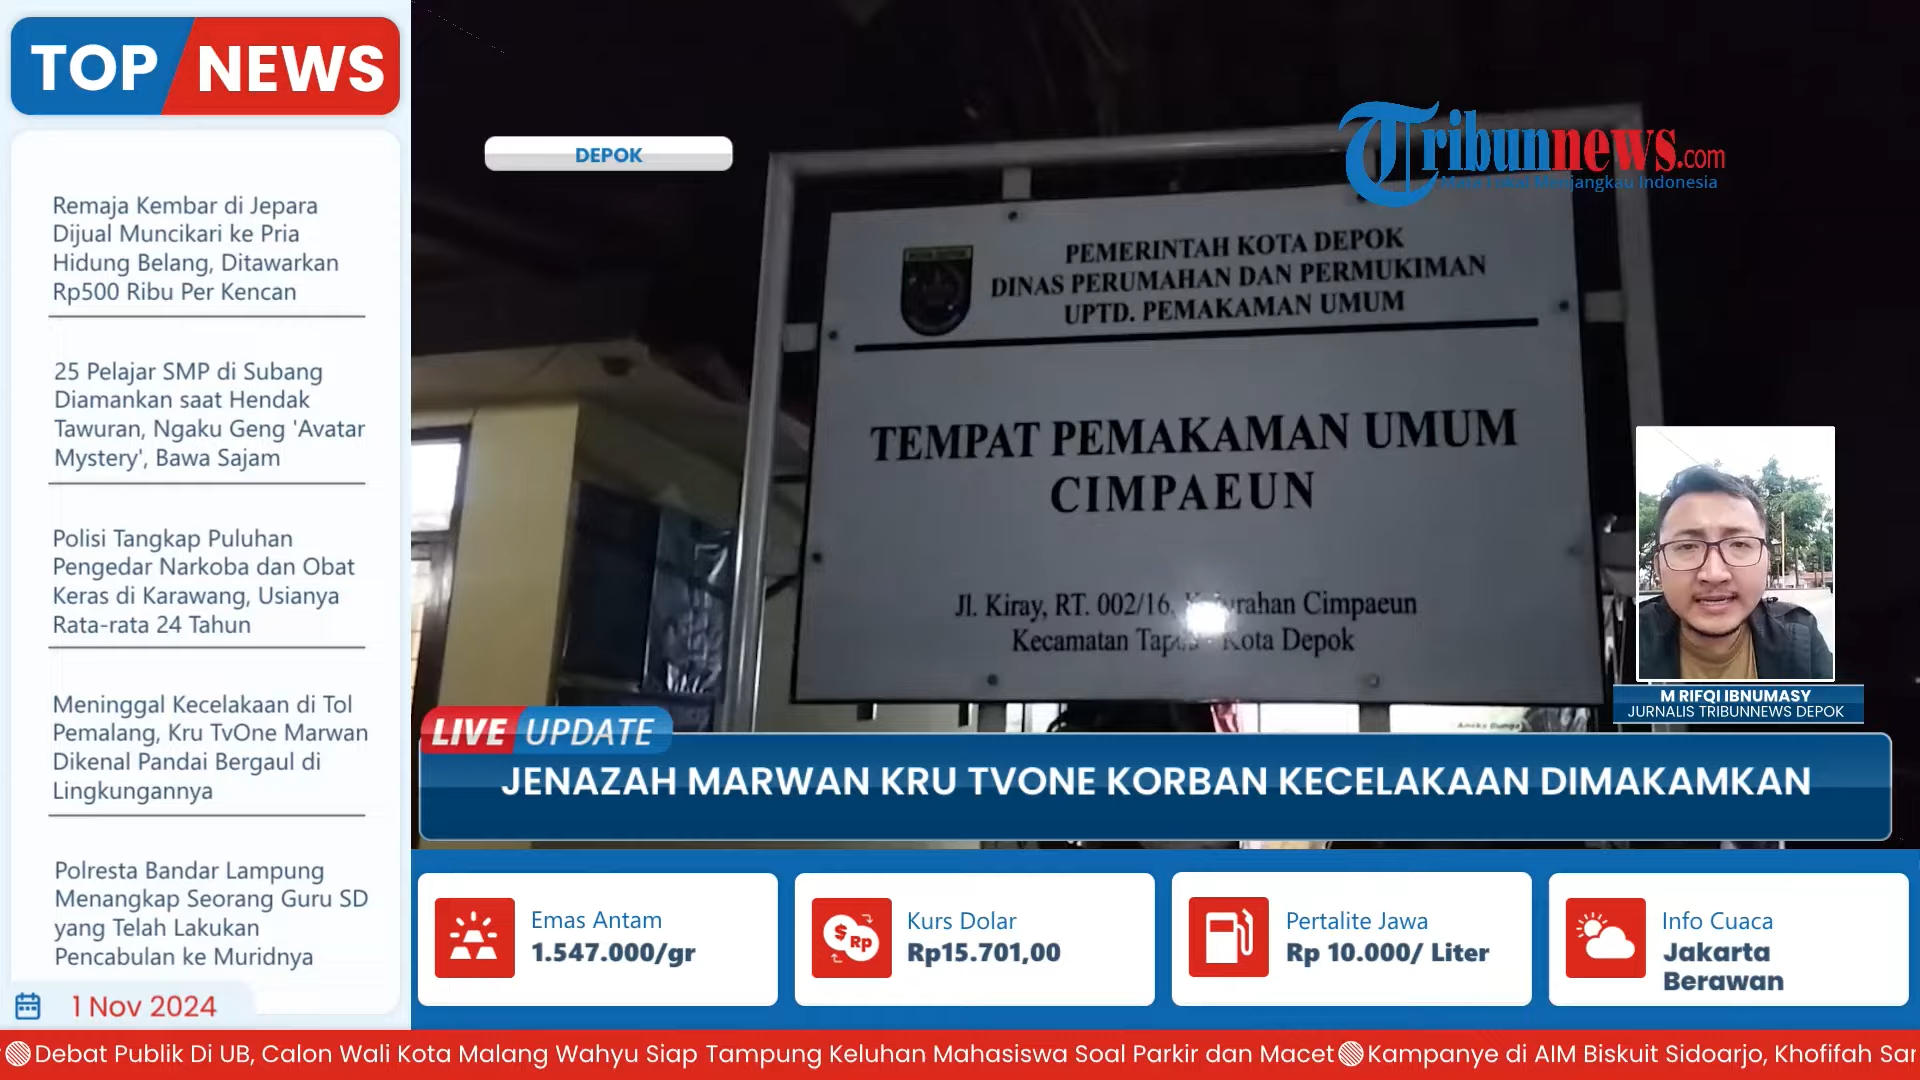 TOP NEWS
Remaja Kembar di Jepara
Dijual Muncikari ke Pria
Hidung Belang, Ditawarkan
Rp500 Ribu Per Kencan
25 Pelajar SMP di Subang
Diamankan saat Hendak
Tawuran, Ngaku Geng 'Avatar
Mystery', Bawa Sajam
Polisi Tangkap Puluhan
Pengedar Narkoba dan Obat
Keras di Karawang, Usianya
Rata-rata 24 Tahun
Meninggal Kecelakaan di Tol
Pemalang, Kru TvOne Marwan
Dikenal Pandai Bergaul di
Lingkungannya
Polresta Bandar Lampung
Menangkap Seorang Guru SD
yang Telah Lakukan
Pencabulan ke Muridnya
1 Nov 2024
DEPOK
Tribunnews.com
Mata Lokal Menjangkau Indonesia
PEMERINTAH KOTA DEPOK
DINAS PERUMAHAN DAN PERMUKIMAN
UPTD. PEMAKAMAN UMUM
TEMPAT PEMAKAMAN UMUM
CIMPAEUN
Jl. Kiray, RT. 002/16, Cimpaeun
Kecamatan Kota Depok
M RIFQI IBNUMASY
JURNALIS TRIBUNNEWS DEPOK
LIVE UPDATE
JENAZAH MARWAN KRU TVONE KORBAN KECELAKAAN DIMAKAMKAN
Emas Antam
1.547.000/gr
Kurs Dolar
Rp15.701,00
Pertalite Jawa
Rp 10.000/ Liter
Info Cuaca
Jakarta
Berawan
Debat Publik Di UB, Calon Wali Kota Malang Wahyu Siap Tampung Keluhan Mahasiswa Soal Parkir dan Macet Kampanye di AIM Biskuit Sidoarjo, Khofifah